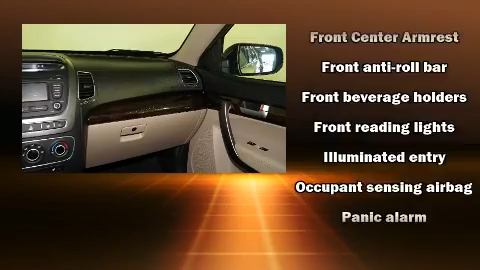 Front Center Armrest
Front anti-roll bar
Front beverage holders
Front reading lights
Illuminated entry
Occupant sensing airbag
Panic alarm